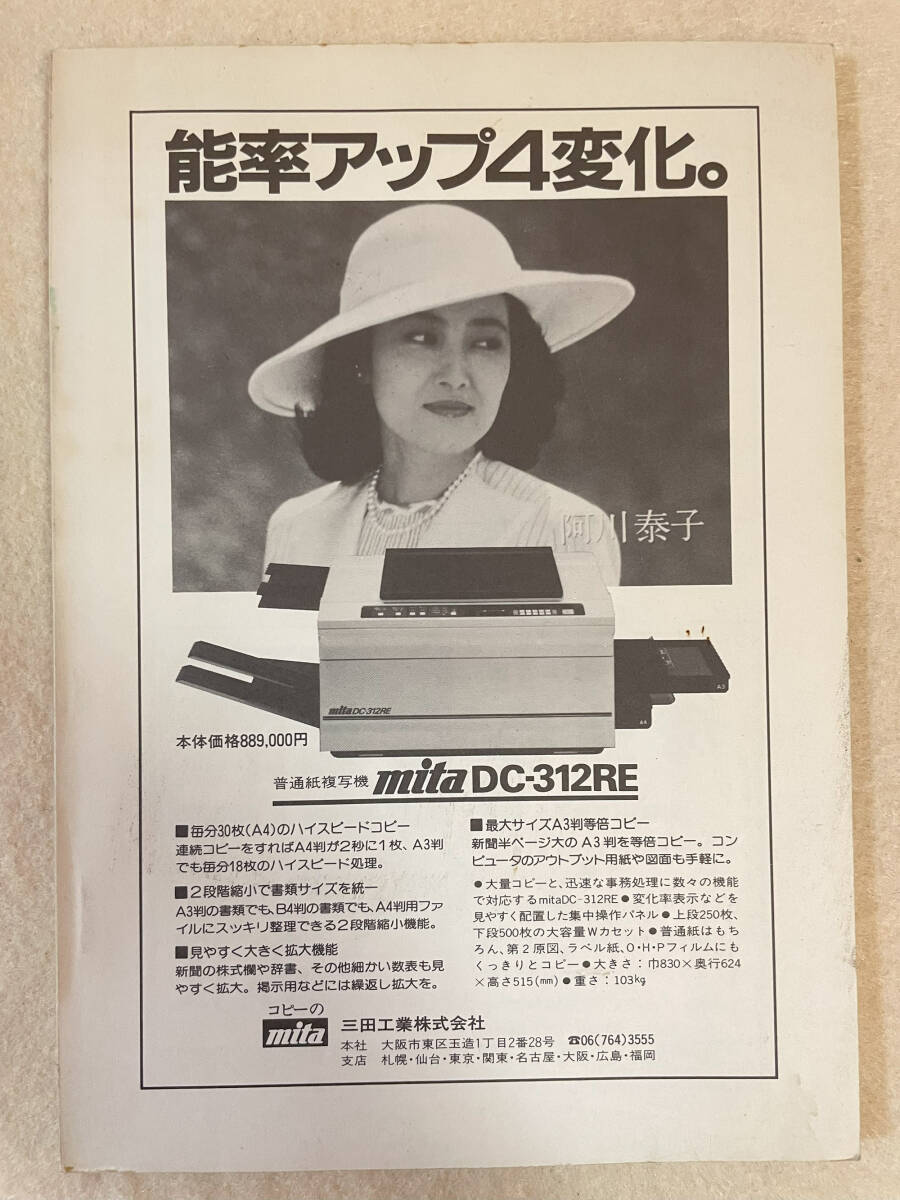 能率アップ4変化。
阿川泰子
A3
A4
mita DC-312RE
本体価格889,000円
普通紙複写機 mita DC-312RE
■毎分30枚(A4)のハイスピードコピー
連続コピーをすればA4判が2秒に1枚、A3判
でも毎分18枚のハイスピード処理。
■2段階縮小で書類サイズを統一
A3判の書類でも、B4判の書類でも、A4判用ファ
イルにスッキリ整理できる2段階縮小機能。
■見やすく大きく拡大機能
新聞の株式欄や辞書、その他細かい数表も見
やすく拡大。掲示用などには繰返し拡大を。
■最大サイズA3判等倍コピー
新聞半ページ大のA3判を等倍コピー。コン
ピュータのアウトプット用紙や図面も手軽に。
●大量コピーと、迅速な事務処理に数々の機能
で対応するmitaDC-312RE●変化率表示などを
見やすく配置した集中操作パネル●上段250枚、
下段500枚の大容量Wカセット●普通紙はもち
ろん、第2原図、ラベル紙、O・H・Pフィルムにも
くっきりとコピー●大きさ：巾830×奥行624
×高さ515(mm)●重さ：103kg
コピーの
mita
三田工業株式会社
本社 大阪市東区玉造1丁目2番28号 ☎06(764)3555
支店 札幌・仙台・東京・関東・名古屋・大阪・広島・福岡